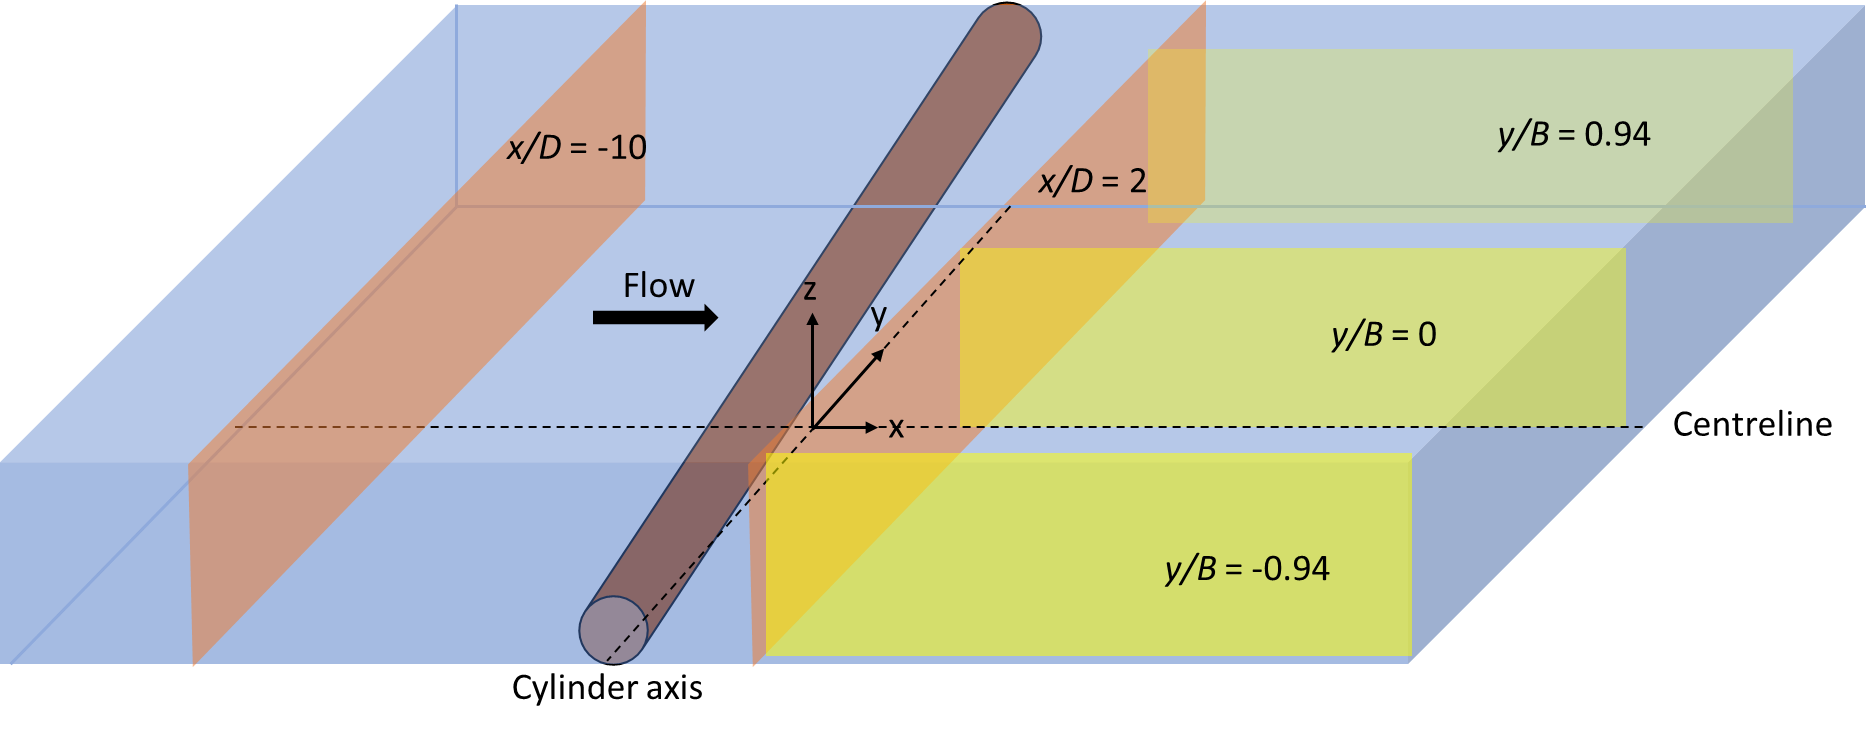 y/B = 0.94
x/D = -10
x/D = 2
Flow
z
y
y/B = 0
x
Centreline
y/B = -0.94
Cylinder axis